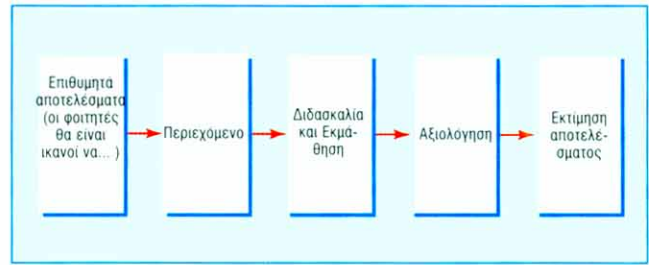 Επιθυμητά
αποτελέσματα
(οι φοιτητές
θα είναι
ικανοί να... )
Περιεχόμενο
Διδασκαλία
και Εκμά-
θηση
Αξιολόγηση
Εκτίμηση
αποτελέ-
σματος